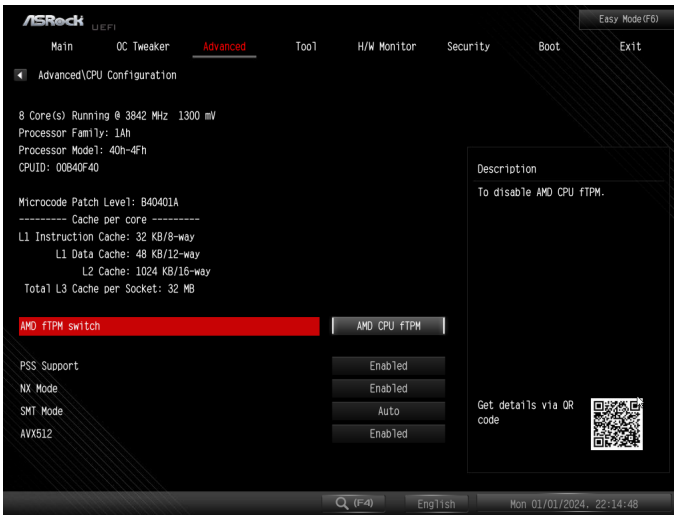 ASRock UEFI
Easy Mode(F6)
Main OC Tweaker Advanced Tool H/W Monitor Security Boot Exit
Advanced\CPU Configuration
8 Core(s) Running @ 3842 MHz 1300 mV
Processor Family: 1Ah
Processor Model: 40h-4Fh
CPUID: 00B40F40
Microcode Patch Level: B40401A
--------- Cache per core ---------
L1 Instruction Cache: 32 KB/8-way
L1 Data Cache: 48 KB/12-way
L2 Cache: 1024 KB/16-way
Total L3 Cache per Socket: 32 MB
AMD fTPM switch AMD CPU fTPM
PSS Support Enabled
NX Mode Enabled
SMT Mode Auto
AVX512 Enabled
Description
To disable AMD CPU fTPM.
Get details via QR
code
(F4) English Mon 01/01/2024, 22:14:48